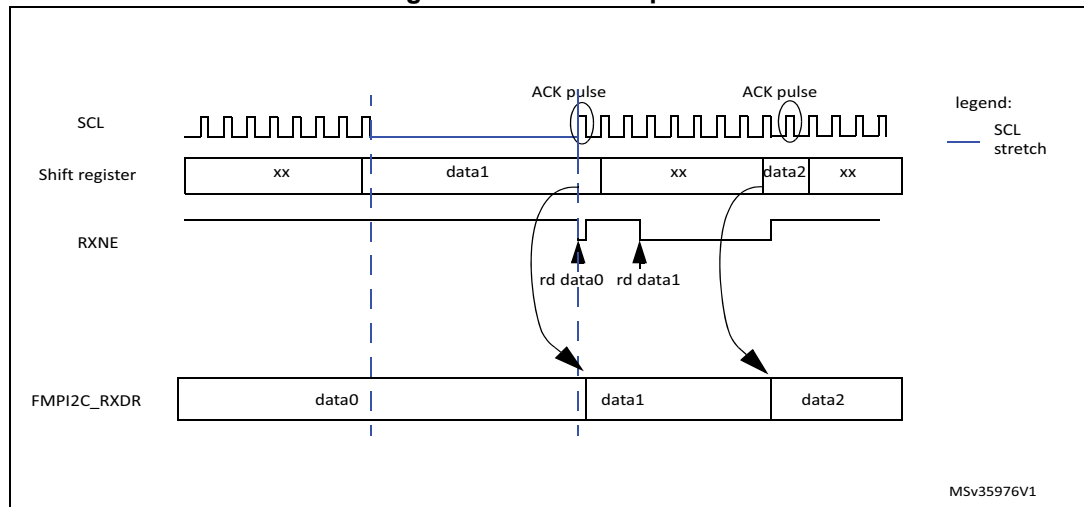 ACK pulse ACK pulse
legend:
SCL
SCL
stretch
Shift register
xx data1 xx data2 xx
RXNE
rd data0 rd data1
FMPI2C_RXDR
data0 data1 data2
MSv35976V1